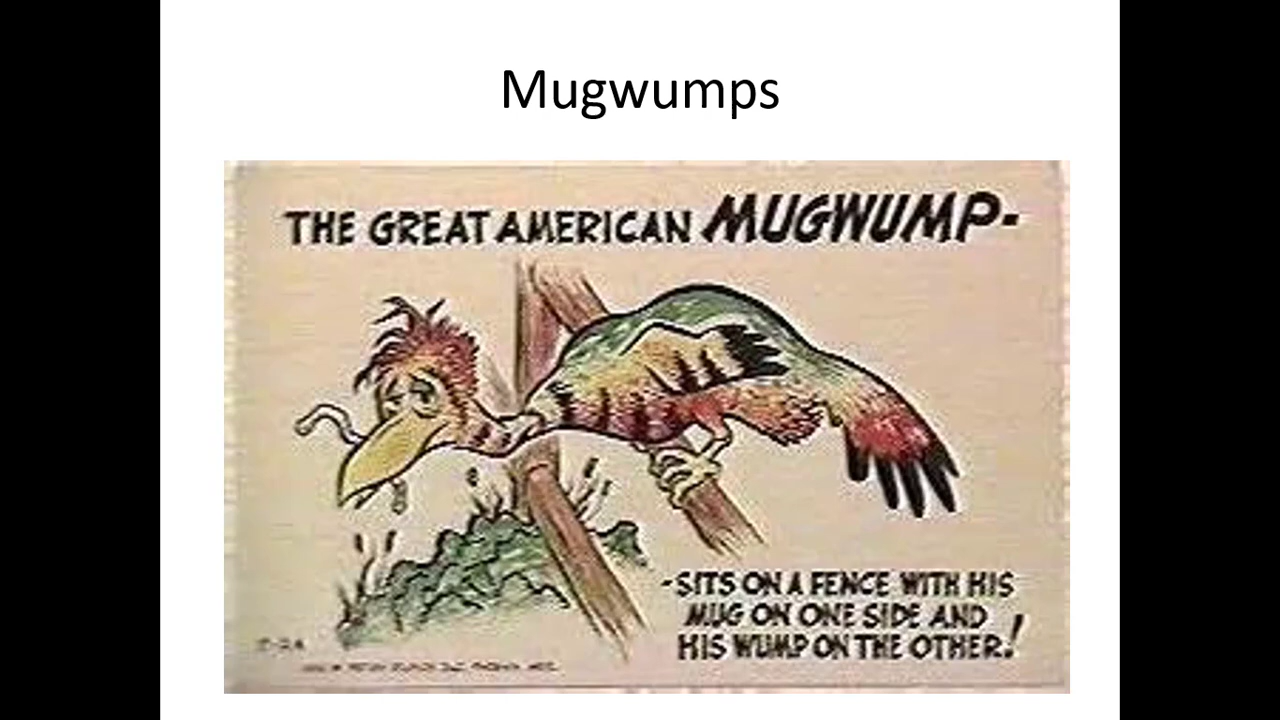 Mugwumps
THE GREAT AMERICAN MUGWUMP-
-SITS ON A FENCE WITH HIS
MUG ON ONE SIDE AND
HIS WUMP ON THE OTHER!